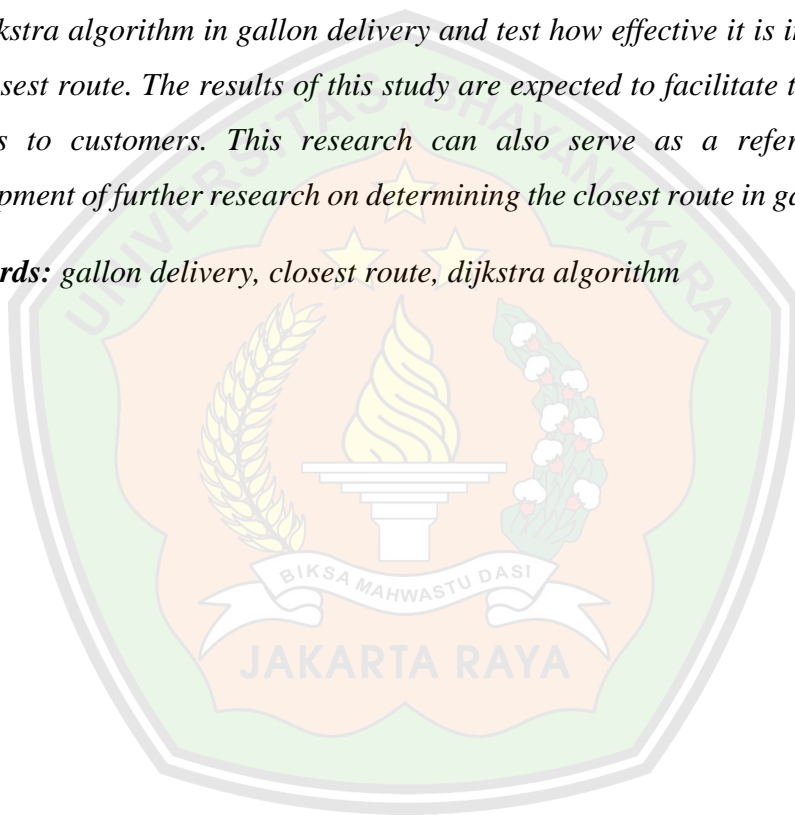 kstra algorithm in gallon delivery and test how effective it is i
sest route. The results of this study are expected to facilitate t
s to customers. This research can also serve as a refer
pment of further research on determining the closest route in ga
rds: gallon delivery, closest route, dijkstra algorithm
UNIVERSITAS BHAYANGKARA
BIKSA MAHWASTU DASI
JAKARTA RAYA